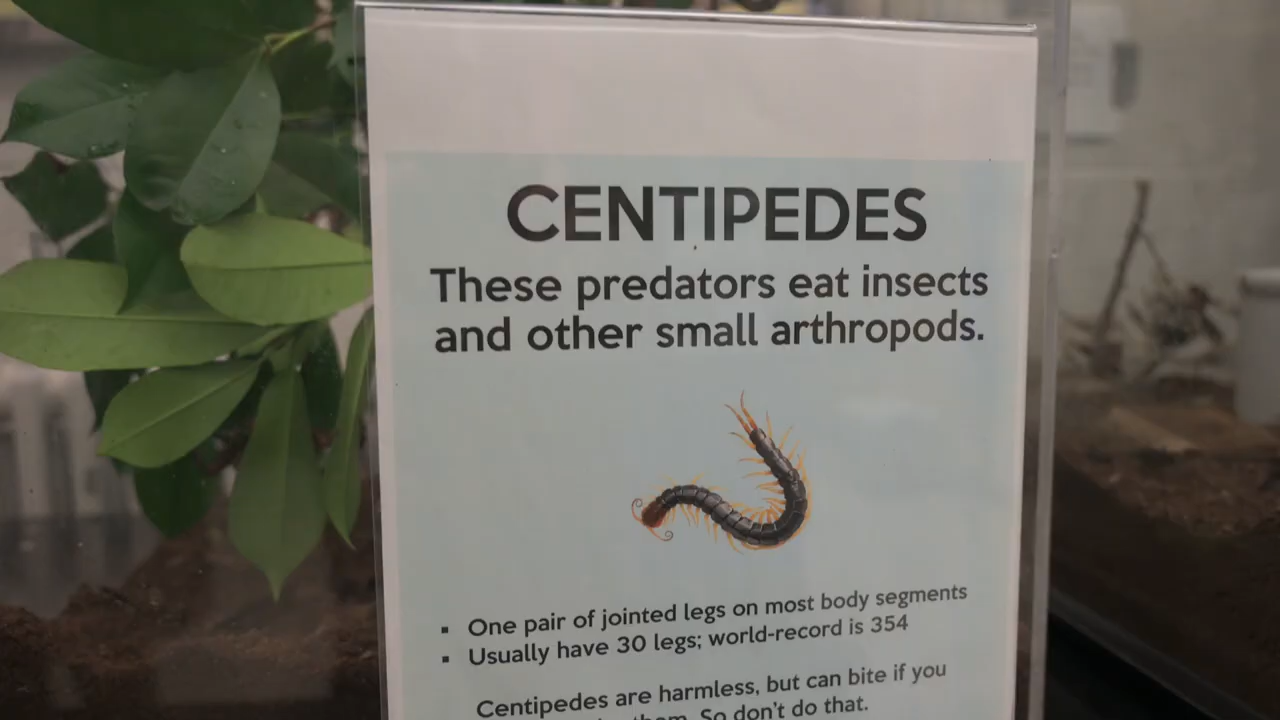 CENTIPEDES
These predators eat insects
and other small arthropods.
▪ One pair of jointed legs on most body segments
▪ Usually have 30 legs; world-record is 354
Centipedes are harmless, but can bite if you
them. So don't do that.